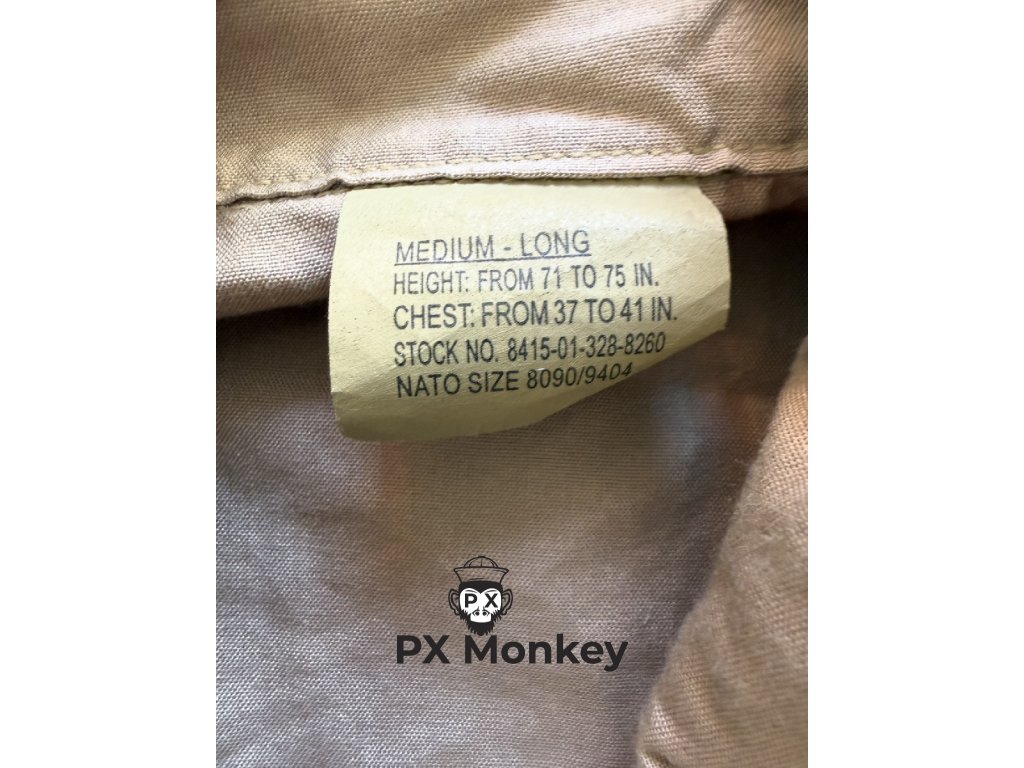 MEDIUM - LONG
HEIGHT: FROM 71 TO 75 IN.
CHEST: FROM 37 TO 41 IN.
STOCK NO. 8415-01-328-8260
NATO SIZE 8090/9404
PX
PX Monkey